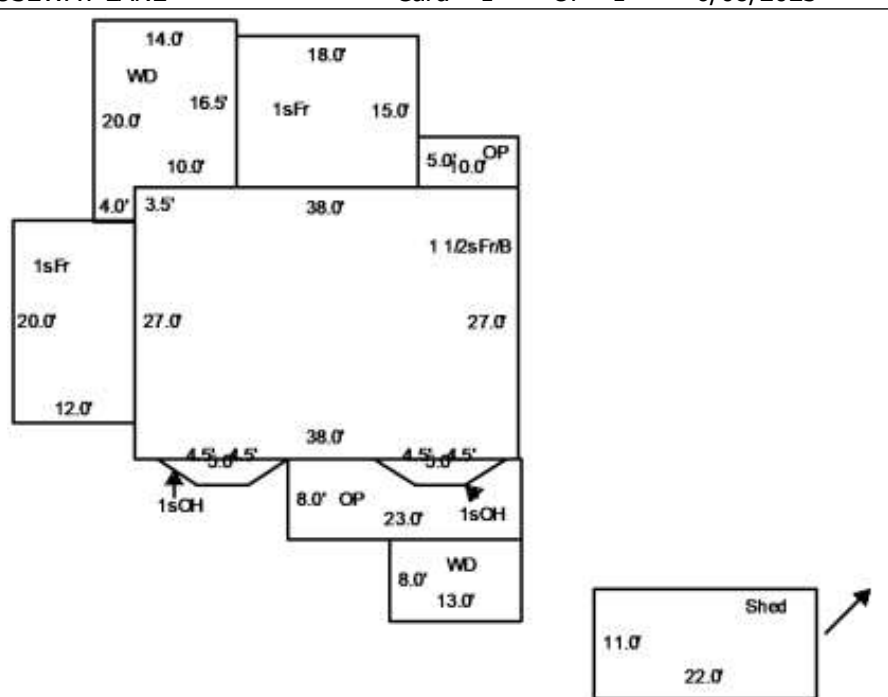 Card 1 Of 1
14.0'
18.0'
WD
16.5'
1sFr
15.0'
20.0'
OP
5.0'
10.0'
10.0'
4.0'
3.5'
38.0'
1 1/2sFr/B
1sFr
20.0'
27.0'
27.0'
12.0'
38.0'
4.5'
5.0'
4.5'
4.5'
5.0'
4.5'
1sOH
8.0'
OP
23.0'
1sOH
WD
8.0'
13.0'
Shed
11.0'
22.0'